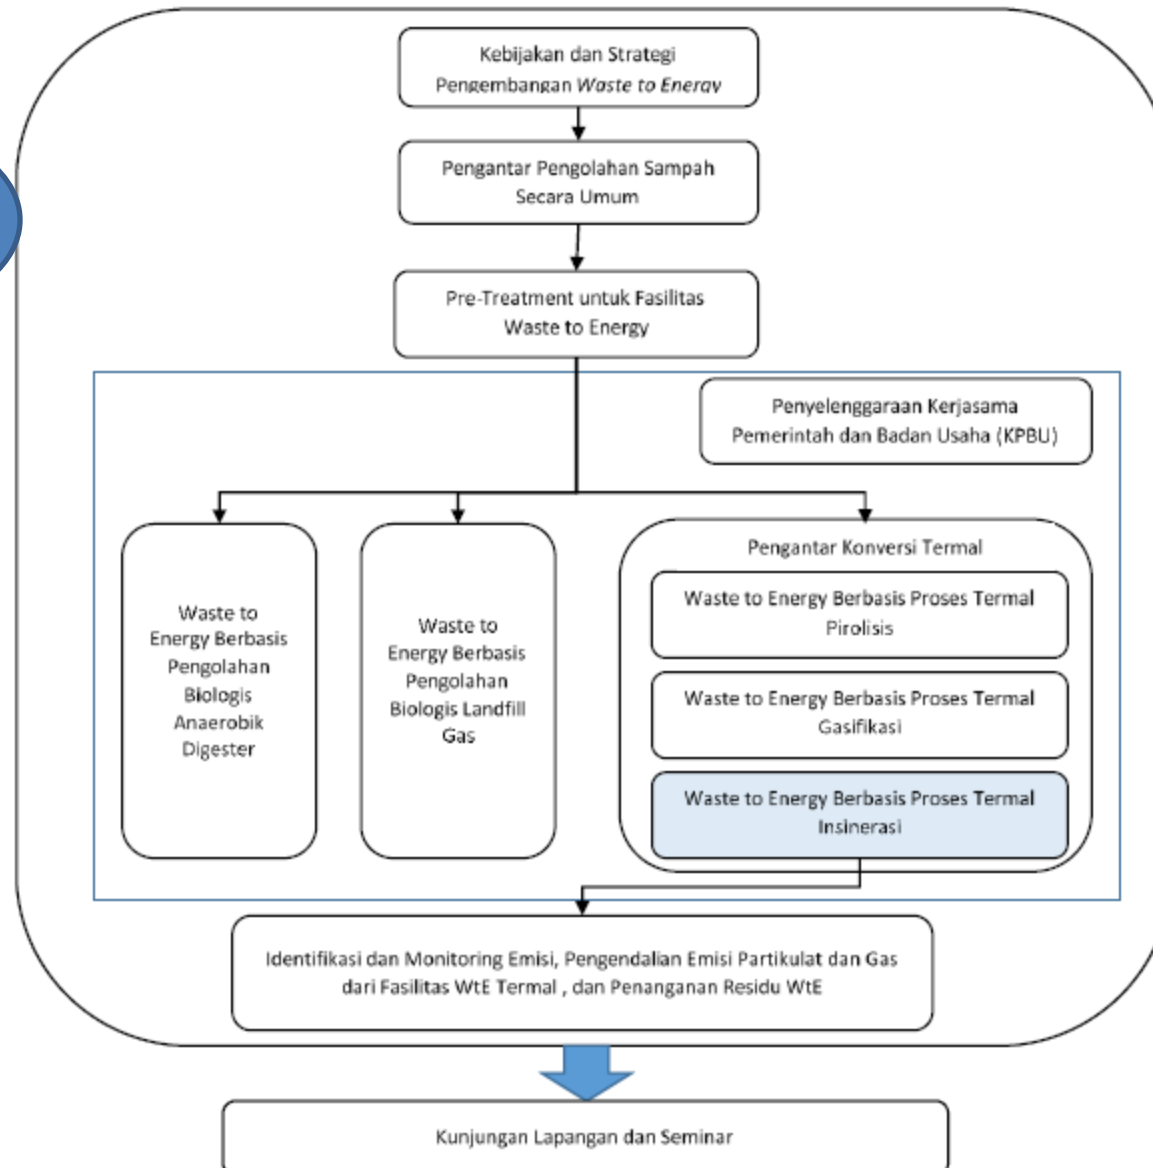 Kebijakan dan Strategi
Pengembangan Waste to Energy
Pengantar Pengolahan Sampah
Secara Umum
Pre-Treatment untuk Fasilitas
Waste to Energy
Penyelenggaraan Kerjasama
Pemerintah dan Badan Usaha (KPBU)
Waste to
Energy Berbasis
Pengolahan
Biologis
Anaerobik
Digester
Waste to
Energy Berbasis
Pengolahan
Biologis Landfill
Gas
Pengantar Konversi Termal
Waste to Energy Berbasis Proses Termal
Pirolisis
Waste to Energy Berbasis Proses Termal
Gasifikasi
Waste to Energy Berbasis Proses Termal
Insinerasi
Identifikasi dan Monitoring Emisi, Pengendalian Emisi Partikulat dan Gas
dari Fasilitas WtE Termal , dan Penanganan Residu WtE
Kunjungan Lapangan dan Seminar